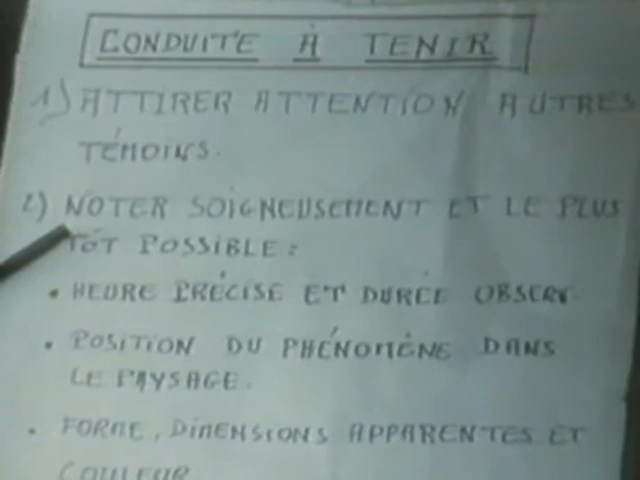 CONDUITE À TENIR
1) ATTIRER ATTENTION AUTRES
TÉMOINS.
2) NOTER SOIGNEUSEMENT ET LE PLUS
TÔT POSSIBLE :
• HEURE PRÉCISE ET DURÉE OBSERV.
• POSITION DU PHÉNOMÈNE DANS
LE PAYSAGE.
• FORME, DIMENSIONS APPARENTES ET
COULEUR